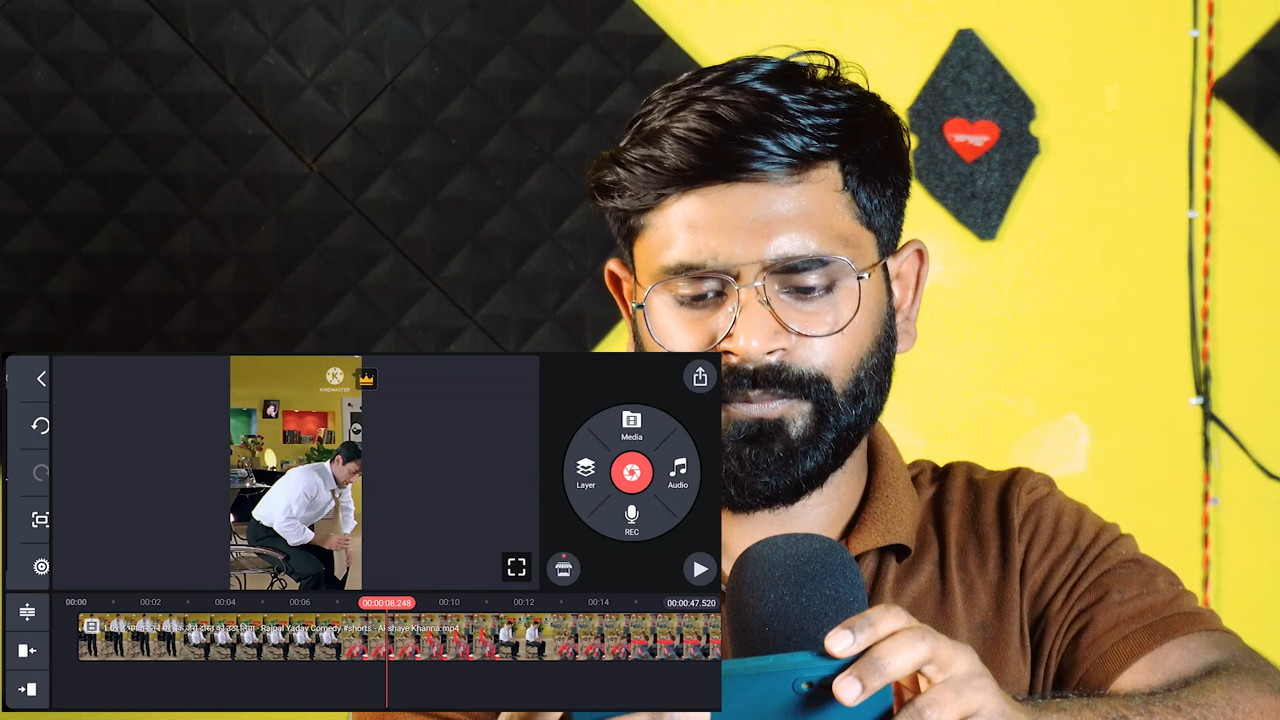 KINEMASTER
Media
Layer
Audio
REC
00:00
00:02
00:04
00:06
00:00:08.248
00:10
00:12
00:14
00:00:47.520
Rajpal Yadav Comedy #shorts - Akshaye Khanna.mp4